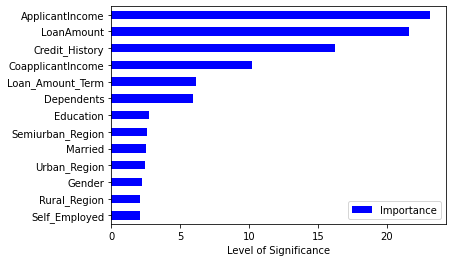 ApplicantIncome
LoanAmount
Credit_History
CoapplicantIncome
Loan_Amount_Term
Dependents
Education
Semiurban_Region
Married
Urban_Region
Gender
Rural_Region
Self_Employed
Importance
0 5 10 15 20
Level of Significance